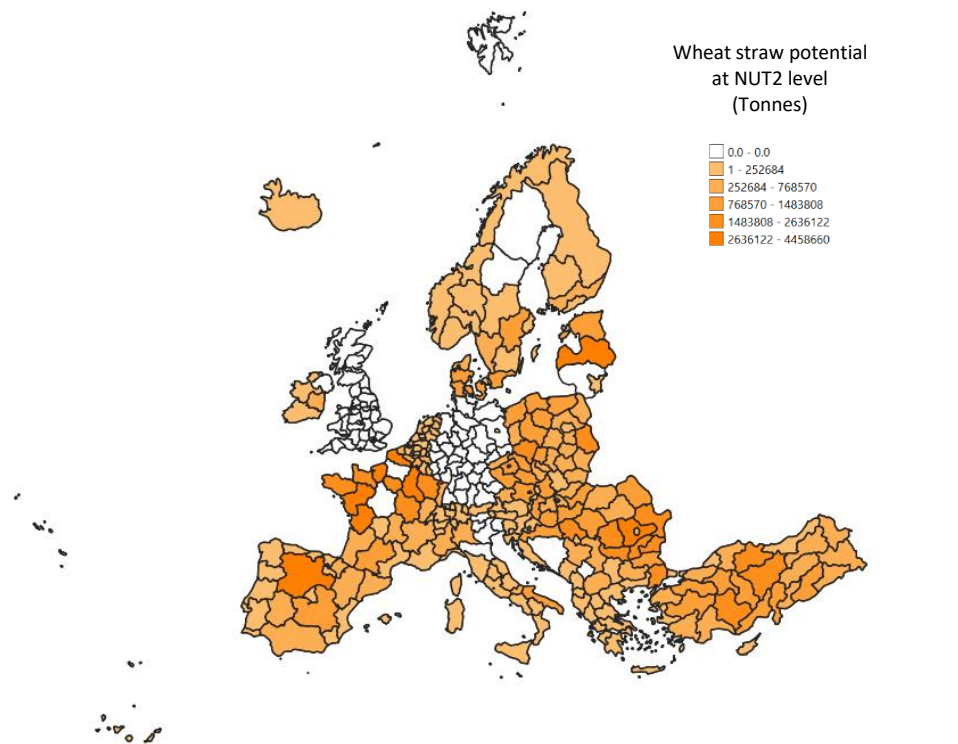 Wheat straw potential
at NUT2 level
(Tonnes)
0.0 - 0.0
1 - 252684
252684 - 768570
768570 - 1483808
1483808 - 2636122
2636122 - 4458660